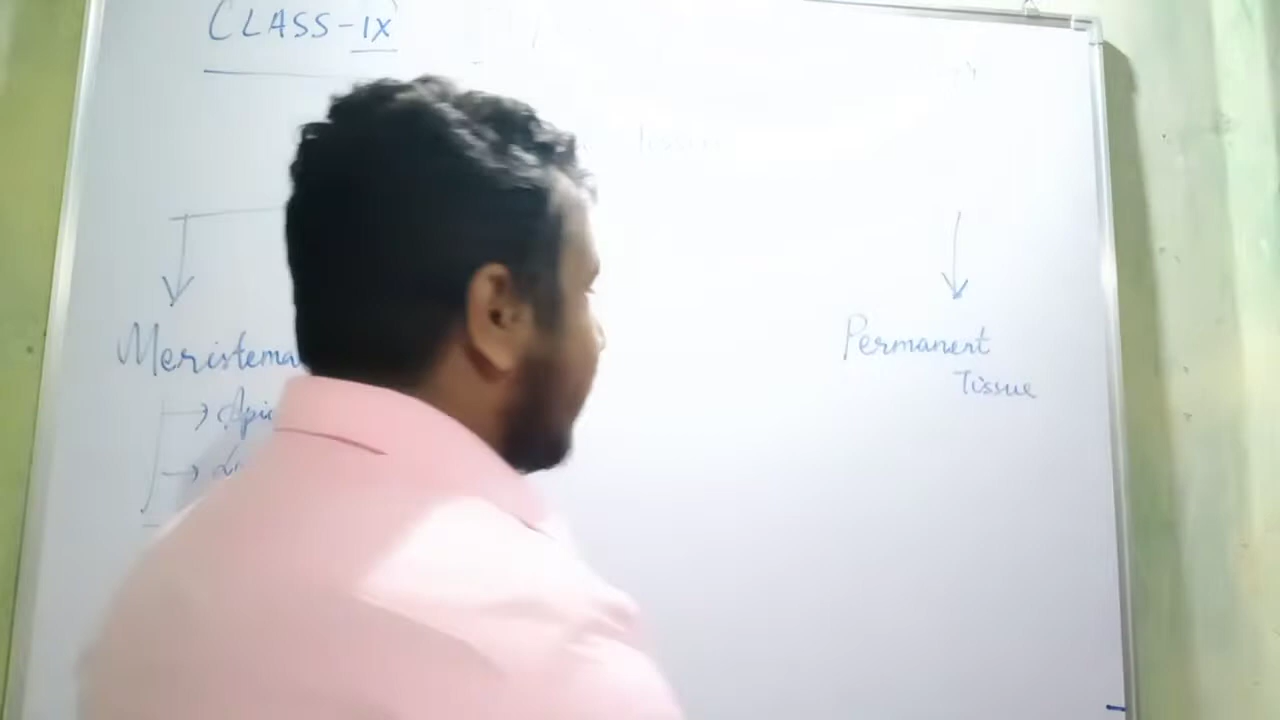 CLASS-IX
Tissue
Meristema
Permanent
Tissue
Apic